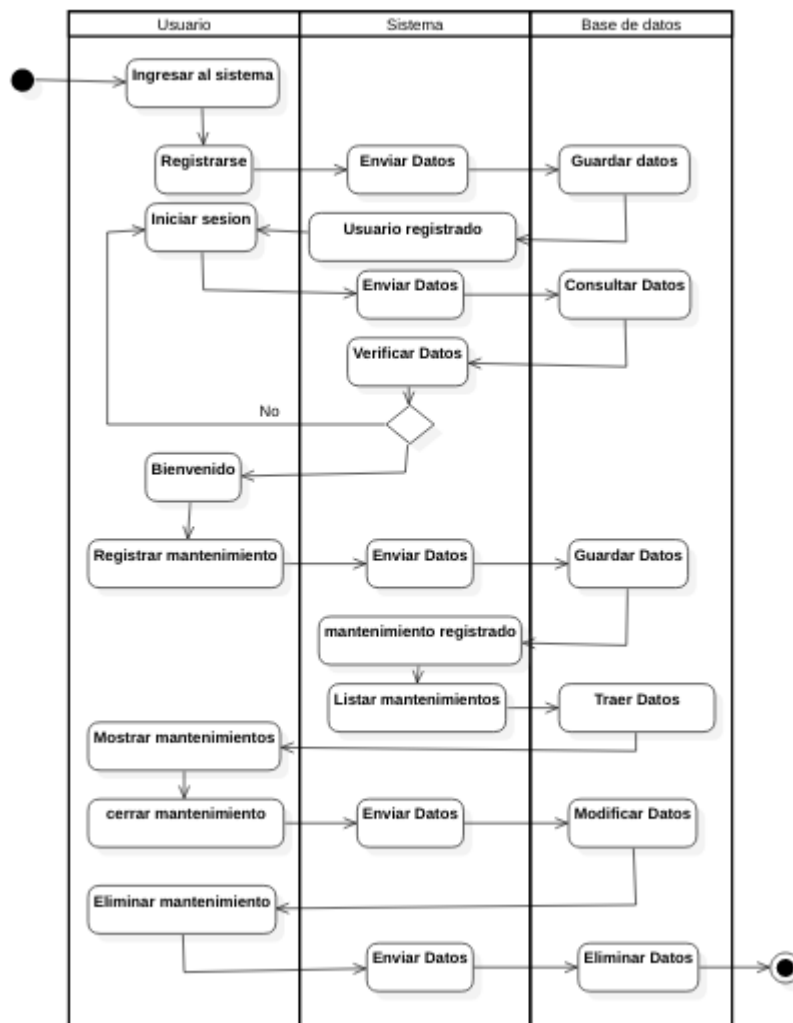 Usuario
Sistema
Base de datos
Ingresar al sistema
Registrarse
Enviar Datos
Guardar datos
Iniciar sesion
Usuario registrado
Enviar Datos
Consultar Datos
Verificar Datos
No
Bienvenido
Registrar mantenimiento
Enviar Datos
Guardar Datos
mantenimiento registrado
Listar mantenimientos
Traer Datos
Mostrar mantenimientos
cerrar mantenimiento
Enviar Datos
Modificar Datos
Eliminar mantenimiento
Enviar Datos
Eliminar Datos